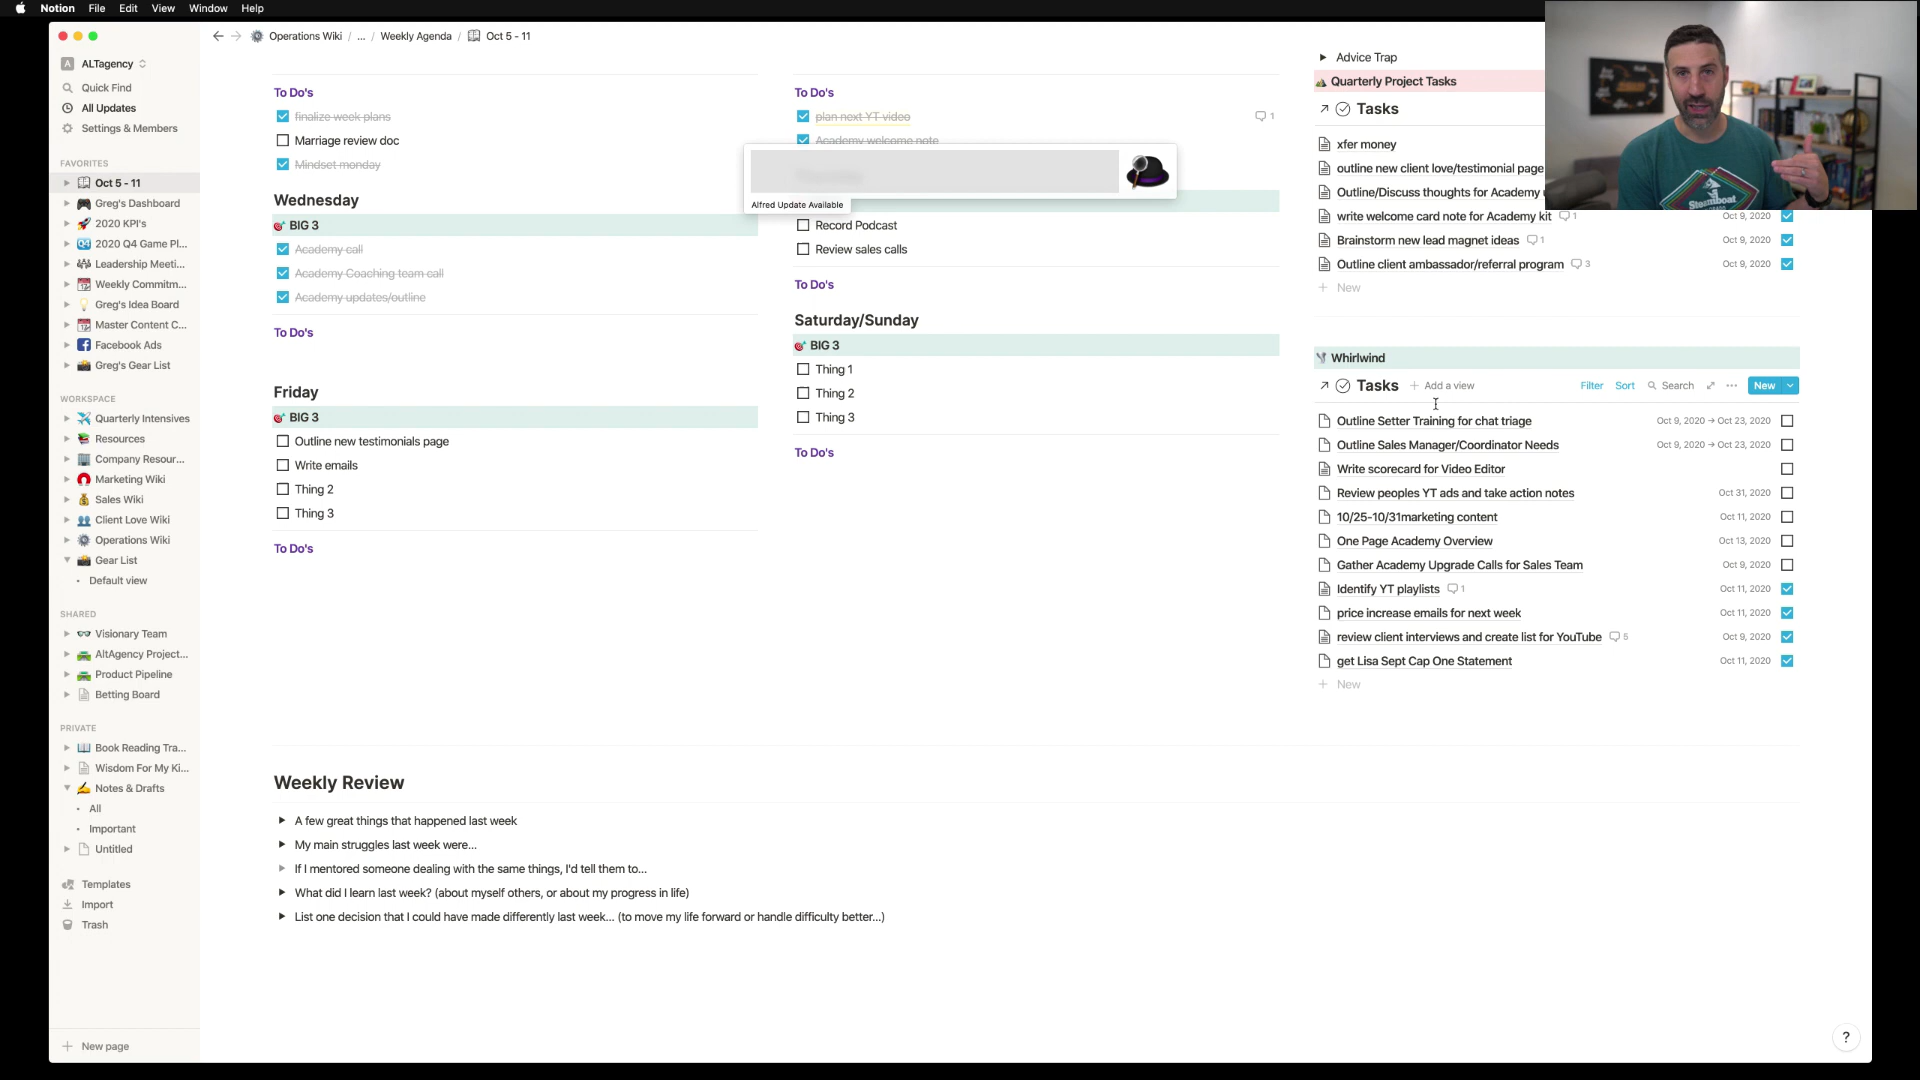 Notion File Edit View Window Help
ALTagency
Quick Find
All Updates
Settings & Members
FAVORITES
Oct 5 - 11
Greg's Dashboard
2020 KPI's
2020 Q4 Game Pl...
Leadership Meeti...
Weekly Commitm...
Greg's Idea Board
Master Content C...
Facebook Ads
Greg's Gear List
WORKSPACE
Quarterly Intensives
Resources
Company Resour...
Marketing Wiki
Sales Wiki
Client Love Wiki
Operations Wiki
Gear List
Default view
SHARED
Visionary Team
AltAgency Project...
Product Pipeline
Betting Board
PRIVATE
Book Reading Tra...
Wisdom For My Ki...
Notes & Drafts
All
Important
Untitled
Templates
Import
Trash
New page
Operations Wiki / ... / Weekly Agenda / Oct 5 - 11
To Do's
finalize week plans
Marriage review doc
Mindset monday
Wednesday
BIG 3
Academy call
Academy Coaching team call
Academy updates/outline
To Do's
Friday
BIG 3
Outline new testimonials page
Write emails
Thing 2
Thing 3
To Do's
To Do's
plan next YT video 1
Academy welcome note
Alfred Update Available
Record Podcast
Review sales calls
To Do's
Saturday/Sunday
BIG 3
Thing 1
Thing 2
Thing 3
To Do's
Advice Trap
Quarterly Project Tasks
Tasks
xfer money
outline new client love/testimonial page
Outline/Discuss thoughts for Academy
write welcome card note for Academy kit 1 Oct 9, 2020
Brainstorm new lead magnet ideas 1 Oct 9, 2020
Outline client ambassador/referral program 3 Oct 9, 2020
New
Whirlwind
Tasks Add a view Filter Sort Search New
Outline Setter Training for chat triage Oct 9, 2020 → Oct 23, 2020
Outline Sales Manager/Coordinator Needs Oct 9, 2020 → Oct 23, 2020
Write scorecard for Video Editor
Review peoples YT ads and take action notes Oct 31, 2020
10/25-10/31marketing content Oct 11, 2020
One Page Academy Overview Oct 13, 2020
Gather Academy Upgrade Calls for Sales Team Oct 9, 2020
Identify YT playlists 1 Oct 11, 2020
price increase emails for next week Oct 11, 2020
review client interviews and create list for YouTube 5 Oct 9, 2020
get Lisa Sept Cap One Statement Oct 11, 2020
New
Steamboat
Weekly Review
A few great things that happened last week
My main struggles last week were...
If I mentored someone dealing with the same things, I'd tell them to...
What did I learn last week? (about myself others, or about my progress in life)
List one decision that I could have made differently last week... (to move my life forward or handle difficulty better...)
?